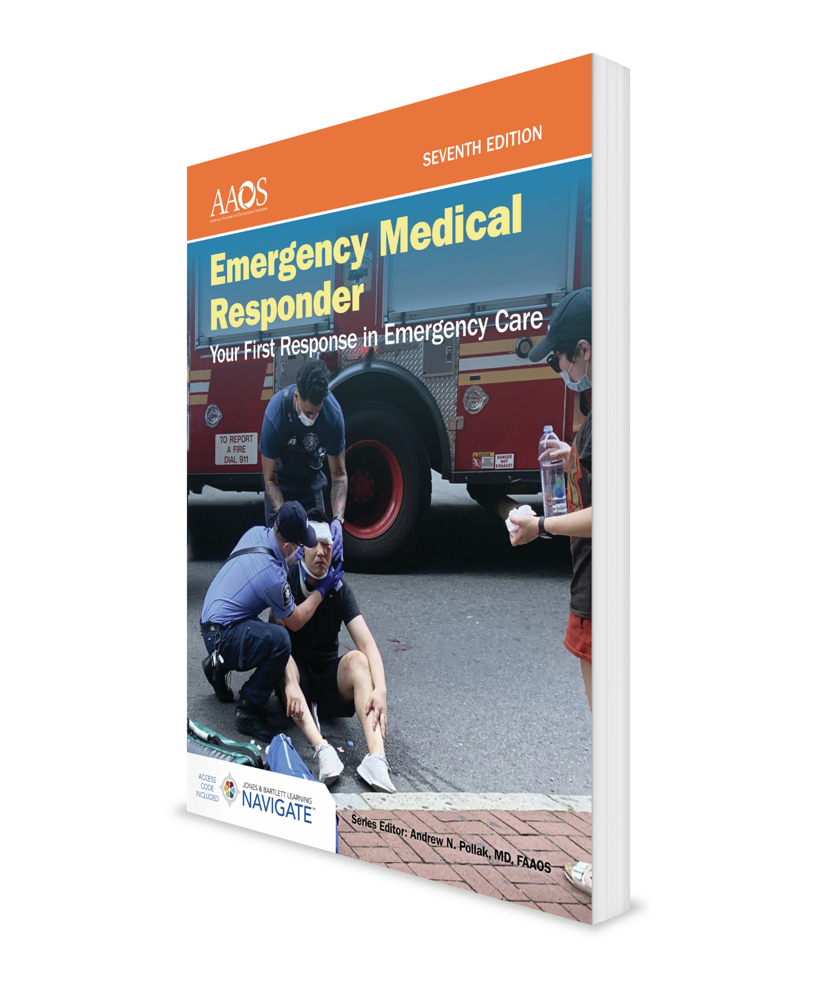 SEVENTH EDITION
AAOS
AMERICAN ACADEMY OF ORTHOPAEDIC SURGEONS
Emergency Medical
Responder
Your First Response in Emergency Care
TO REPORT
A FIRE
DIAL 911
CAUTION
DANGER
HOT
EXHAUST
ACCESS
CODE
INCLUDED
JONES & BARTLETT LEARNING
NAVIGATE™
Series Editor: Andrew N. Pollak, MD, FAAOS